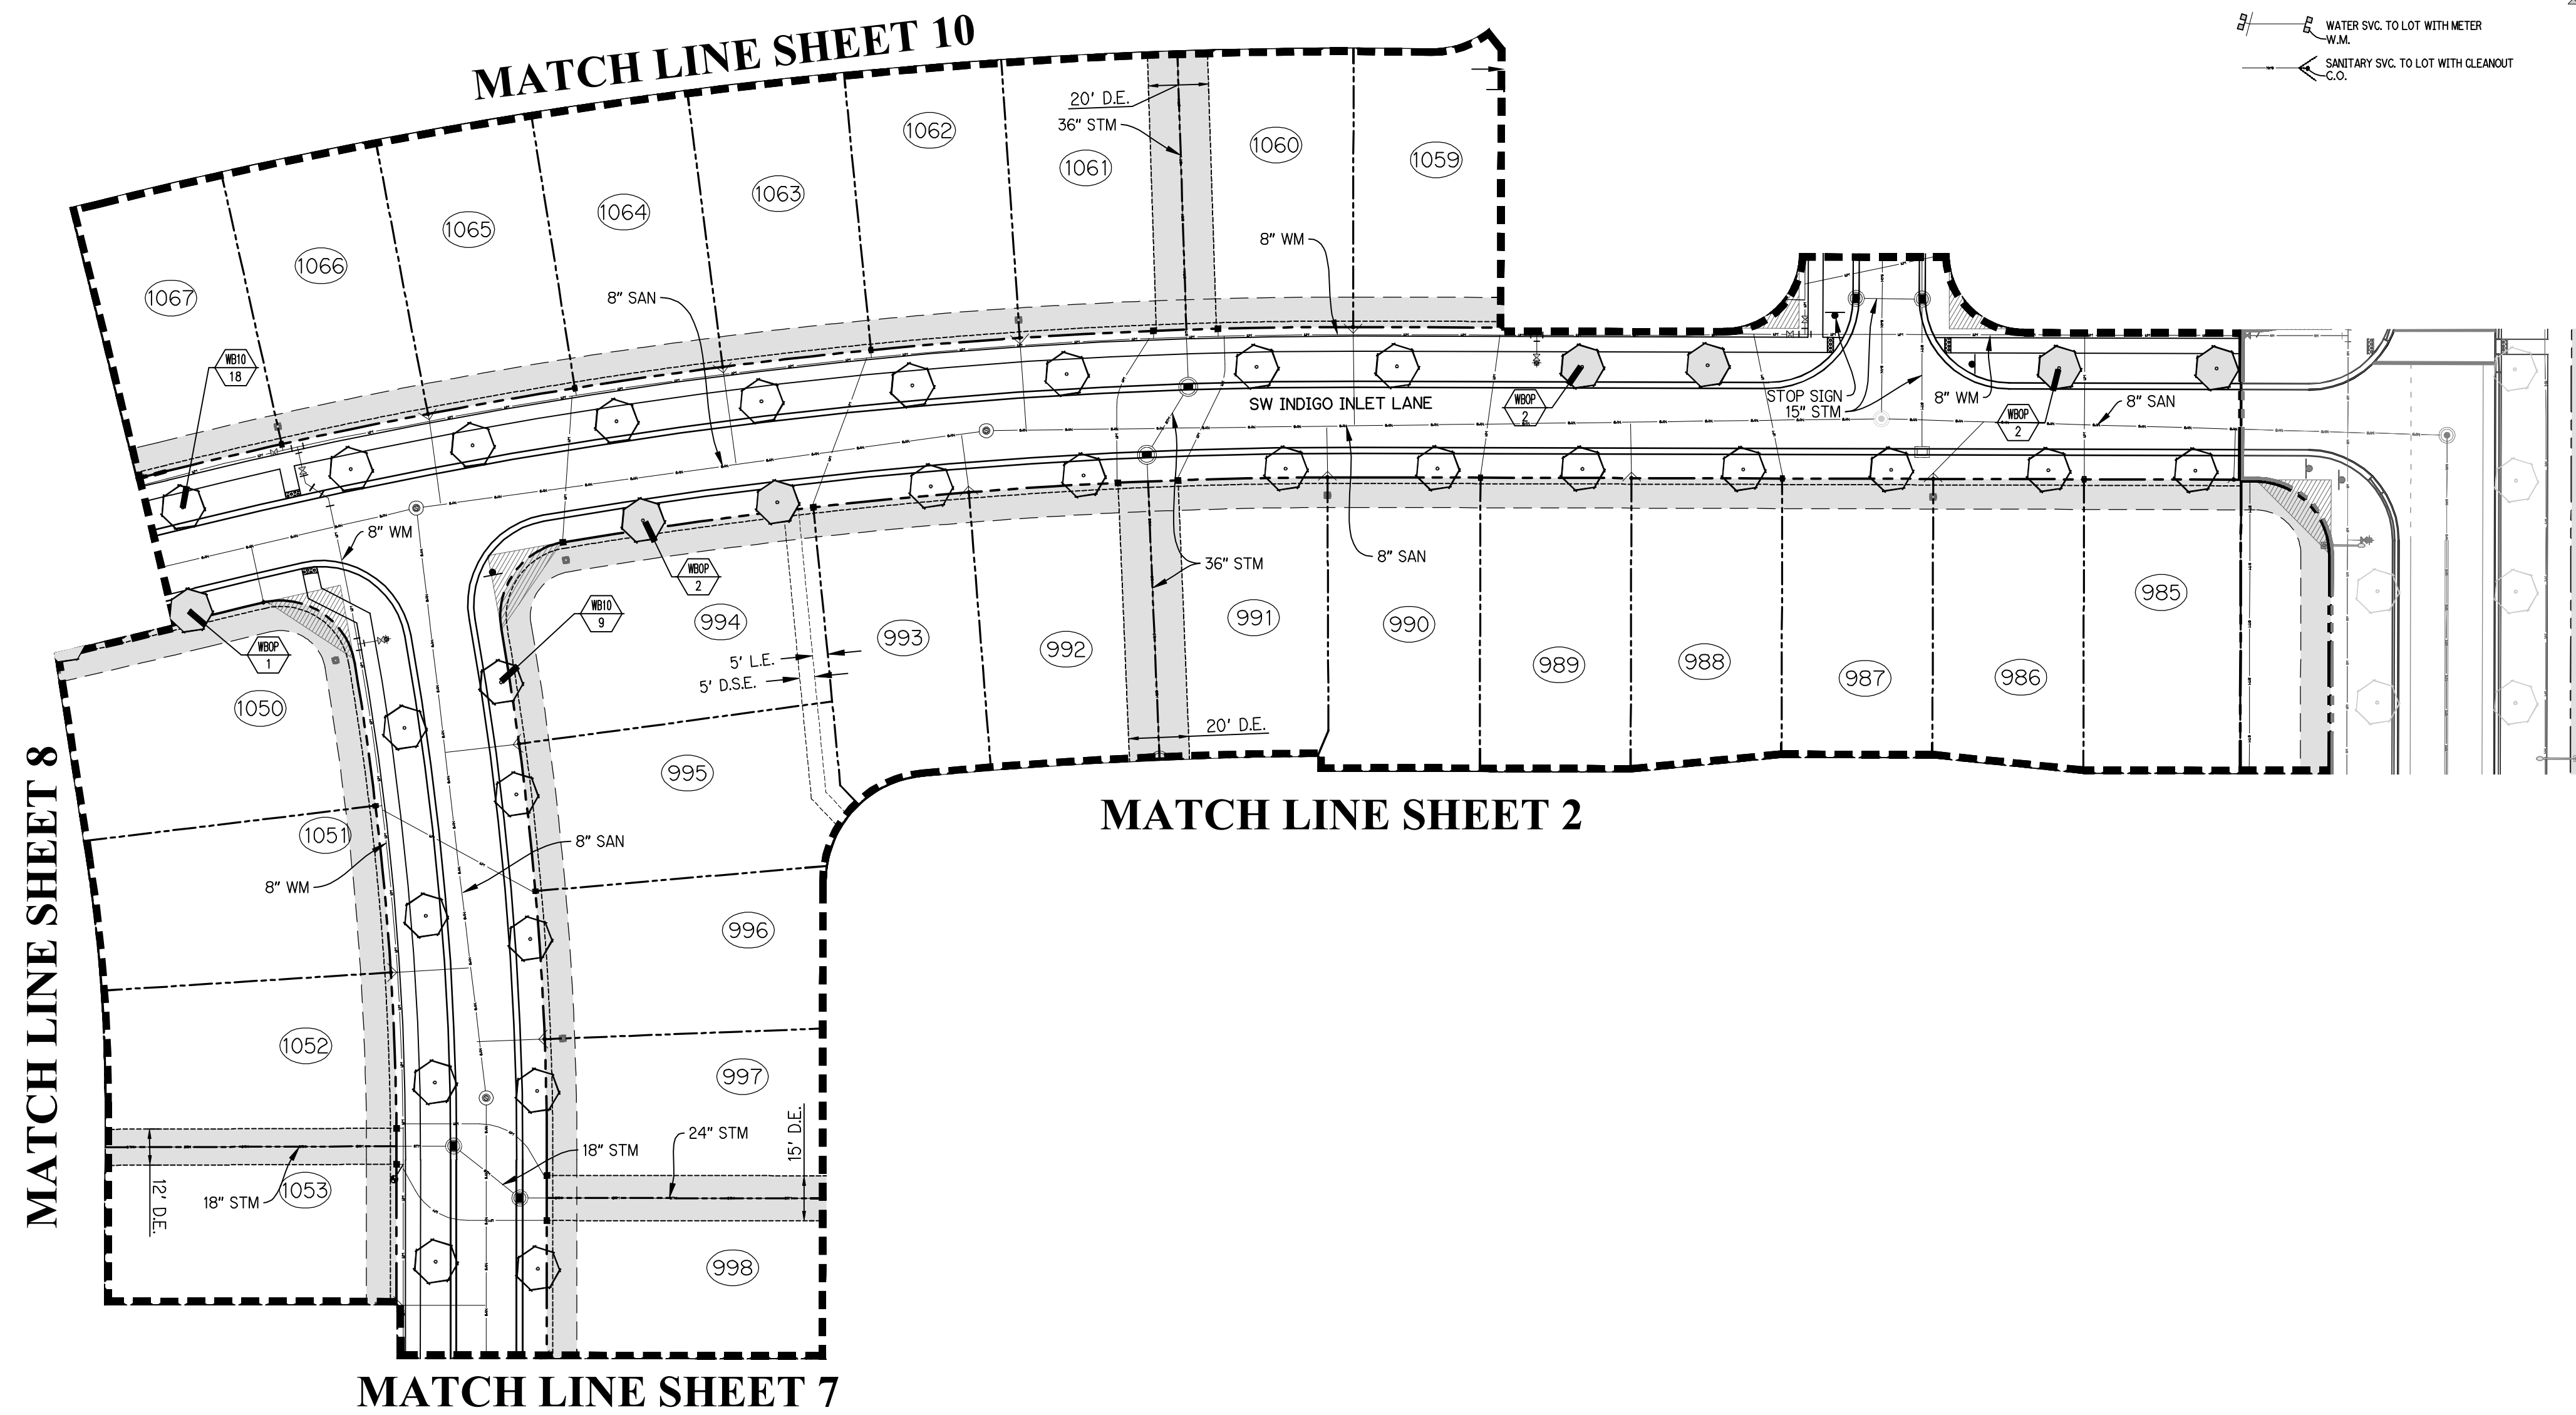 MATCH LINE SHEET 10
WATER SVC. TO LOT WITH METER
W.M.
SANITARY SVC. TO LOT WITH CLEANOUT
C.O.
20' D.E.
36" STM
1062
1061
1060
1059
1063
1064
1065
1066
1067
8" WM
8" SAN
WB10
18
SW INDIGO INLET LANE
WBOP
2
STOP SIGN
15" STM
8" WM
WBOP
2
8" SAN
8" WM
WBOP
2
WB10
9
36" STM
8" SAN
WBOP
1
994
993
992
991
990
989
988
987
986
985
5' L.E.
5' D.S.E.
20' D.E.
1050
995
MATCH LINE SHEET 2
MATCH LINE SHEET 8
1051
8" SAN
8" WM
996
1052
997
24" STM
18" STM
15' D.E.
18" STM
1053
12' D.E.
998
MATCH LINE SHEET 7